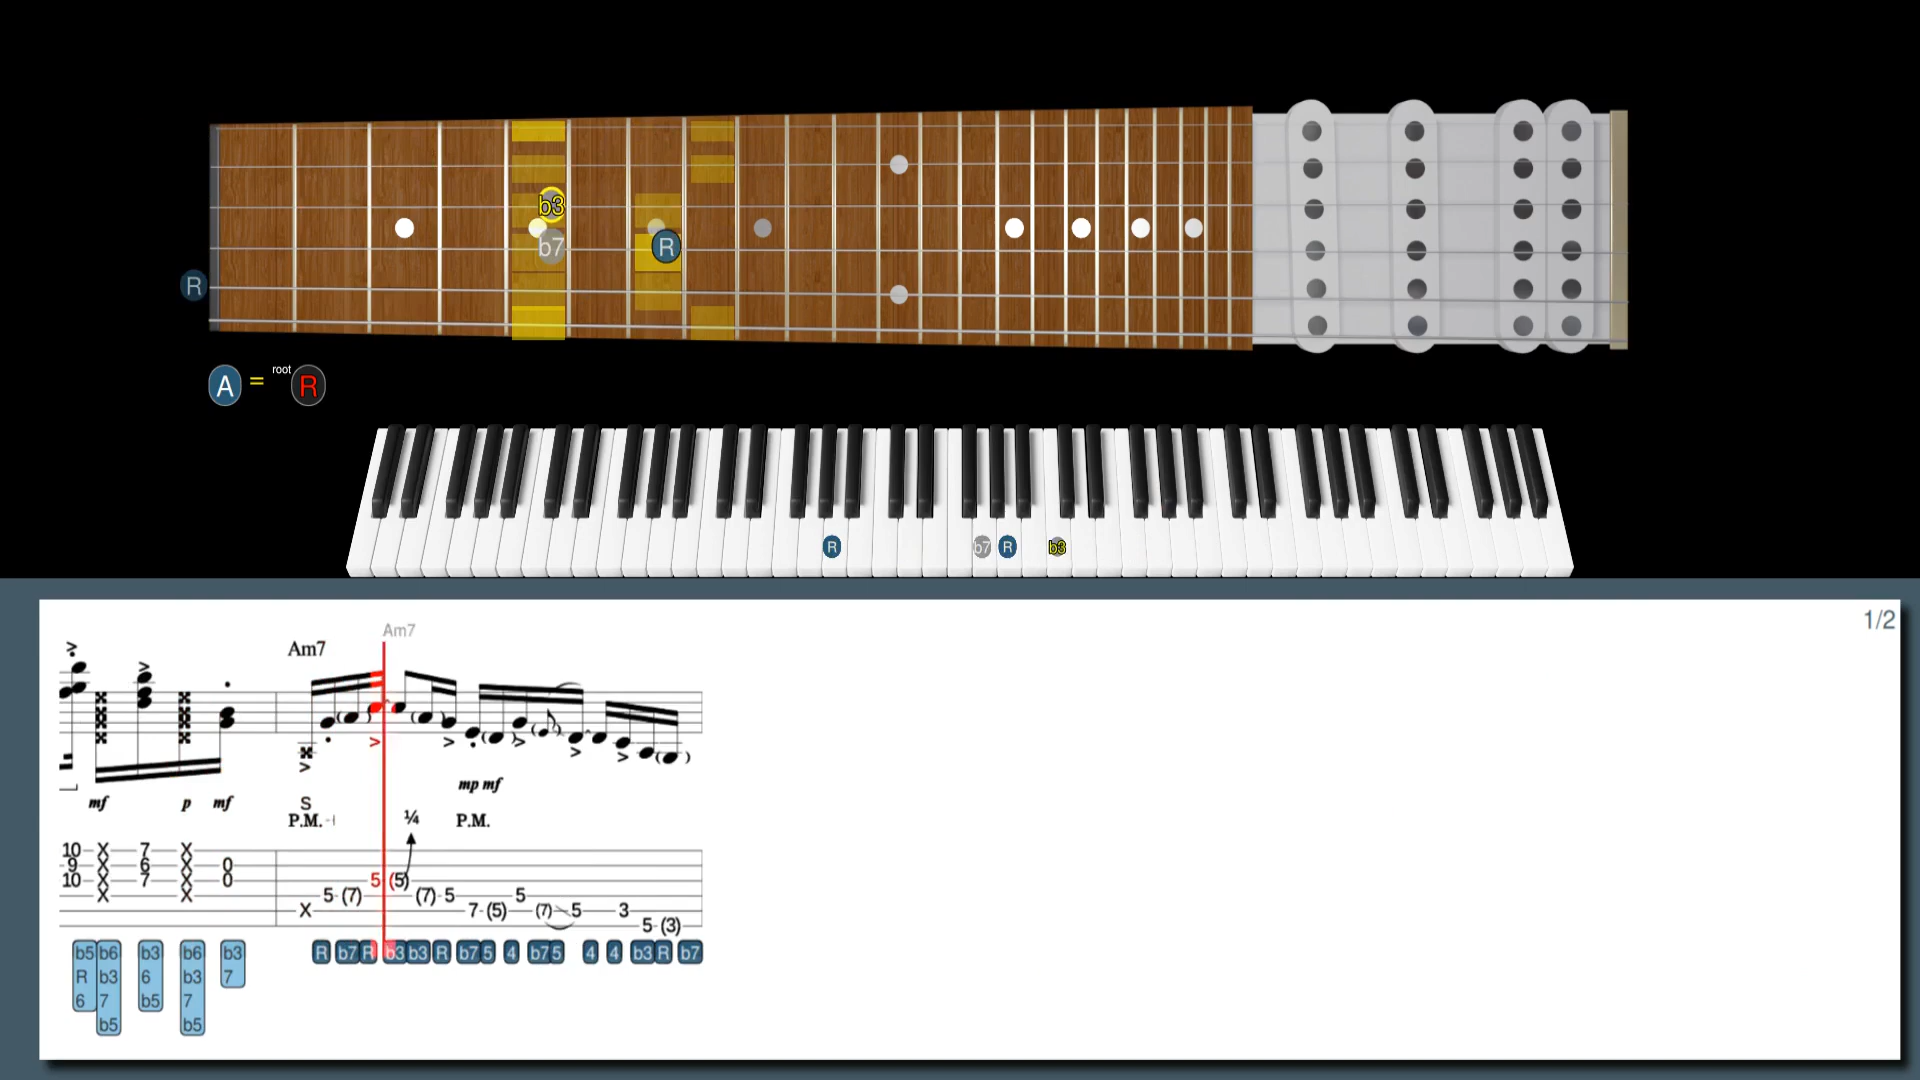 b3
b7 R
R
A = root R
R b7 R b3
1/2
Am7
Am7
mp mf
mf p mf
S
P.M. ¼ P.M.
10 X 7 X
9 X 6 X 0
10 X 7 X 0 5 (5)
X X 5 (7) (7) 5 5
X 7 (5) (7) 5 3
5 (3)
b5 b6 b3 b6 b3 R b7 R b3 b3 R b7 5 4 b7 5 4 4 b3 R b7
R b3 6 b3 7
6 7 b5 7
b5 b5